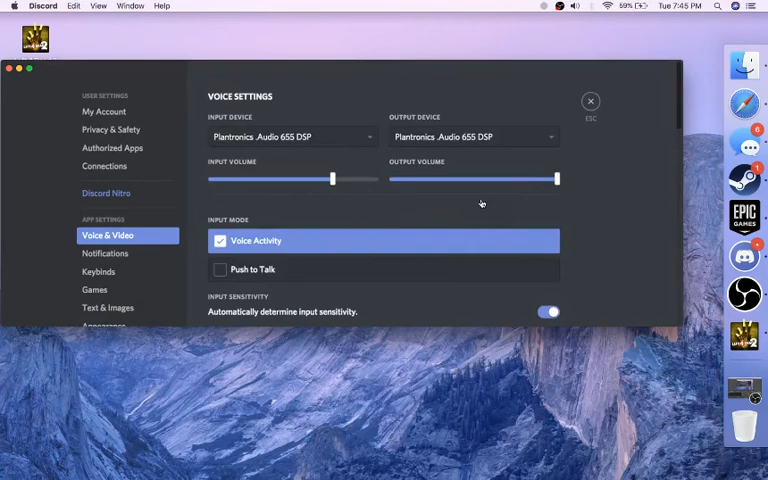 Discord Edit View Window Help 59% Tue 7:45 PM
USER SETTINGS
My Account
Privacy & Safety
Authorized Apps
Connections
Discord Nitro
APP SETTINGS
Voice & Video
Notifications
Keybinds
Games
Text & Images
Appearance
VOICE SETTINGS
INPUT DEVICE OUTPUT DEVICE
Plantronics .Audio 655 DSP Plantronics .Audio 655 DSP
INPUT VOLUME OUTPUT VOLUME
INPUT MODE
Voice Activity
Push to Talk
INPUT SENSITIVITY
Automatically determine input sensitivity.
ESC
6
EPIC
GAMES